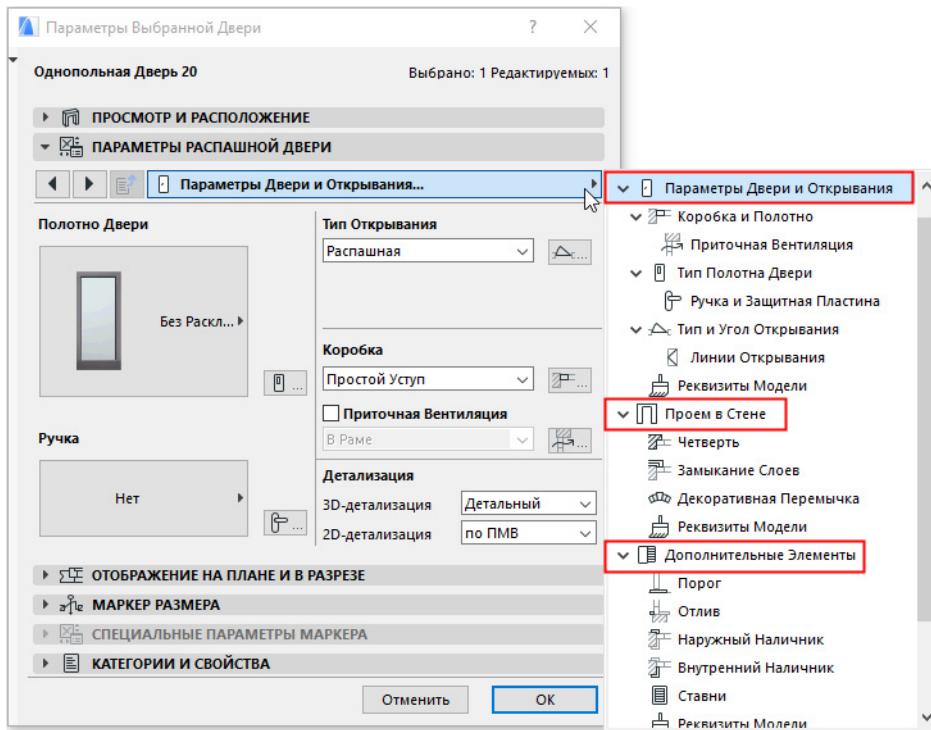 Параметры Выбранной Двери
Однопольная Дверь 20
Выбрано: 1 Редактируемых: 1
ПРОСМОТР И РАСПОЛОЖЕНИЕ
ПАРАМЕТРЫ РАСПАШНОЙ ДВЕРИ
Параметры Двери и Открывания...
Полотно Двери
Без Раскл...
Ручка
Нет
Тип Открывания
Распашная
Коробка
Простой Уступ
Приточная Вентиляция
В Раме
Детализация
3D-детализация
Детальный
2D-детализация
по ПМВ
ОТОБРАЖЕНИЕ НА ПЛАНЕ И В РАЗРЕЗЕ
МАРКЕР РАЗМЕРА
СПЕЦИАЛЬНЫЕ ПАРАМЕТРЫ МАРКЕРА
КАТЕГОРИИ И СВОЙСТВА
Отменить
OK
Параметры Двери и Открывания
Коробка и Полотно
Приточная Вентиляция
Тип Полотна Двери
Ручка и Защитная Пластина
Тип и Угол Открывания
Линии Открывания
Реквизиты Модели
Проем в Стене
Четверть
Замыкание Слоев
Декоративная Перемычка
Реквизиты Модели
Дополнительные Элементы
Порог
Отлив
Наружный Наличник
Внутренний Наличник
Ставни
Реквизиты Модели